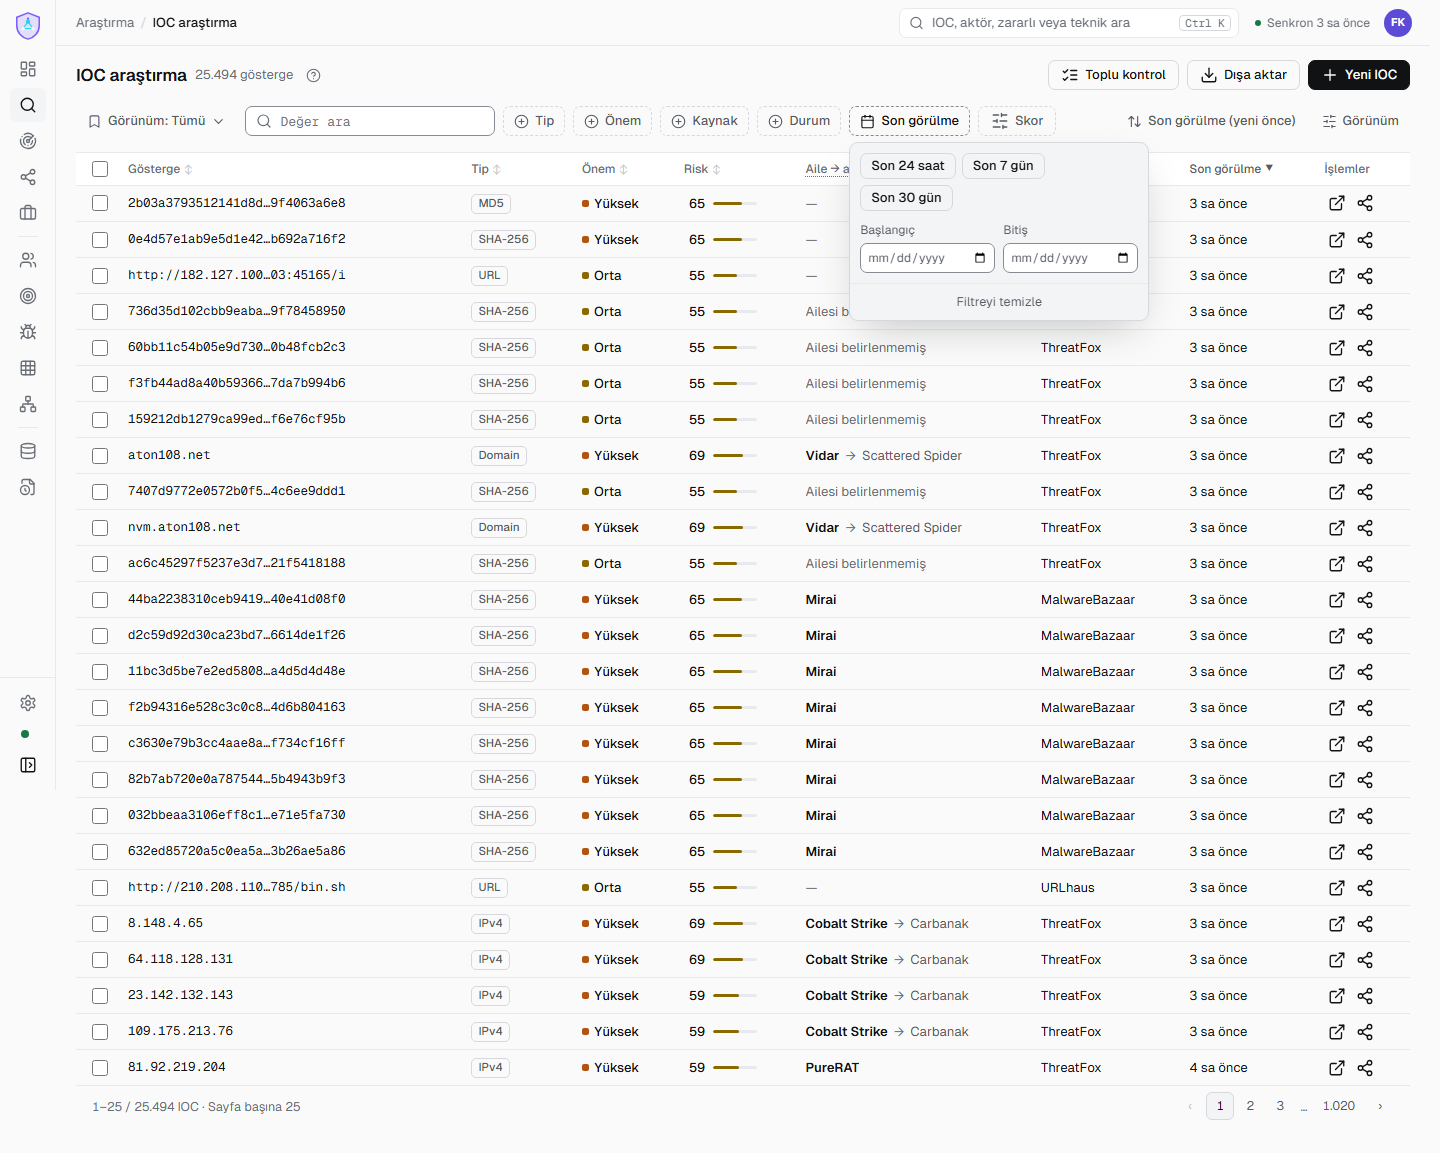 Araştırma / IOC araştırma
IOC, aktör, zararlı veya teknik ara
Ctrl K
Senkron 3 sa önce
FK
IOC araştırma 25.494 gösterge
Toplu kontrol
Dışa aktar
Yeni IOC
Görünüm: Tümü
Değer ara
Tip
Önem
Kaynak
Durum
Son görülme
Skor
Son görülme (yeni önce)
Görünüm
Gösterge Tip Önem Risk Aile → a Son görülme ▼ İşlemler
Son 24 saat
Son 7 gün
Son 30 gün
Başlangıç
Bitiş
mm/dd/yyyy
mm/dd/yyyy
Filtreyi temizle
2b03a3793512141d8d…9f4063a6e8 MD5 Yüksek 65 — 3 sa önce
0e4d57e1ab9e5d1e42…b692a716f2 SHA-256 Yüksek 65 — 3 sa önce
http://182.127.100…03:45165/i URL Orta 55 — 3 sa önce
736d35d102cbb9eaba…9f78458950 SHA-256 Orta 55 Ailesi b 3 sa önce
60bb11c54b05e9d730…0b48fcb2c3 SHA-256 Orta 55 Ailesi belirlenmemiş ThreatFox 3 sa önce
f3fb44ad8a40b59366…7da7b994b6 SHA-256 Orta 55 Ailesi belirlenmemiş ThreatFox 3 sa önce
159212db1279ca99ed…f6e76cf95b SHA-256 Orta 55 Ailesi belirlenmemiş ThreatFox 3 sa önce
aton108.net Domain Yüksek 69 Vidar → Scattered Spider ThreatFox 3 sa önce
7407d9772e0572b0f5…4c6ee9ddd1 SHA-256 Orta 55 Ailesi belirlenmemiş ThreatFox 3 sa önce
nvm.aton108.net Domain Yüksek 69 Vidar → Scattered Spider ThreatFox 3 sa önce
ac6c45297f5237e3d7…21f5418188 SHA-256 Orta 55 Ailesi belirlenmemiş ThreatFox 3 sa önce
44ba2238310ceb9419…40e41d08f0 SHA-256 Yüksek 65 Mirai MalwareBazaar 3 sa önce
d2c59d92d30ca23bd7…6614de1f26 SHA-256 Yüksek 65 Mirai MalwareBazaar 3 sa önce
11bc3d5be7e2ed5808…a4d5d4d48e SHA-256 Yüksek 65 Mirai MalwareBazaar 3 sa önce
f2b94316e528c3c0c8…4d6b804163 SHA-256 Yüksek 65 Mirai MalwareBazaar 3 sa önce
c3630e79b3cc4aae8a…f734cf16ff SHA-256 Yüksek 65 Mirai MalwareBazaar 3 sa önce
82b7ab720e0a787544…5b4943b9f3 SHA-256 Yüksek 65 Mirai MalwareBazaar 3 sa önce
032bbeaa3106eff8c1…e71e5fa730 SHA-256 Yüksek 65 Mirai MalwareBazaar 3 sa önce
632ed85720a5c0ea5a…3b26ae5a86 SHA-256 Yüksek 65 Mirai MalwareBazaar 3 sa önce
http://210.208.110…785/bin.sh URL Orta 55 — URLhaus 3 sa önce
8.148.4.65 IPv4 Yüksek 69 Cobalt Strike → Carbanak ThreatFox 3 sa önce
64.118.128.131 IPv4 Yüksek 69 Cobalt Strike → Carbanak ThreatFox 3 sa önce
23.142.132.143 IPv4 Yüksek 59 Cobalt Strike → Carbanak ThreatFox 3 sa önce
109.175.213.76 IPv4 Yüksek 59 Cobalt Strike → Carbanak ThreatFox 3 sa önce
81.92.219.204 IPv4 Yüksek 59 PureRAT ThreatFox 4 sa önce
1–25 / 25.494 IOC · Sayfa başına 25
‹ 1 2 3 … 1.020 ›